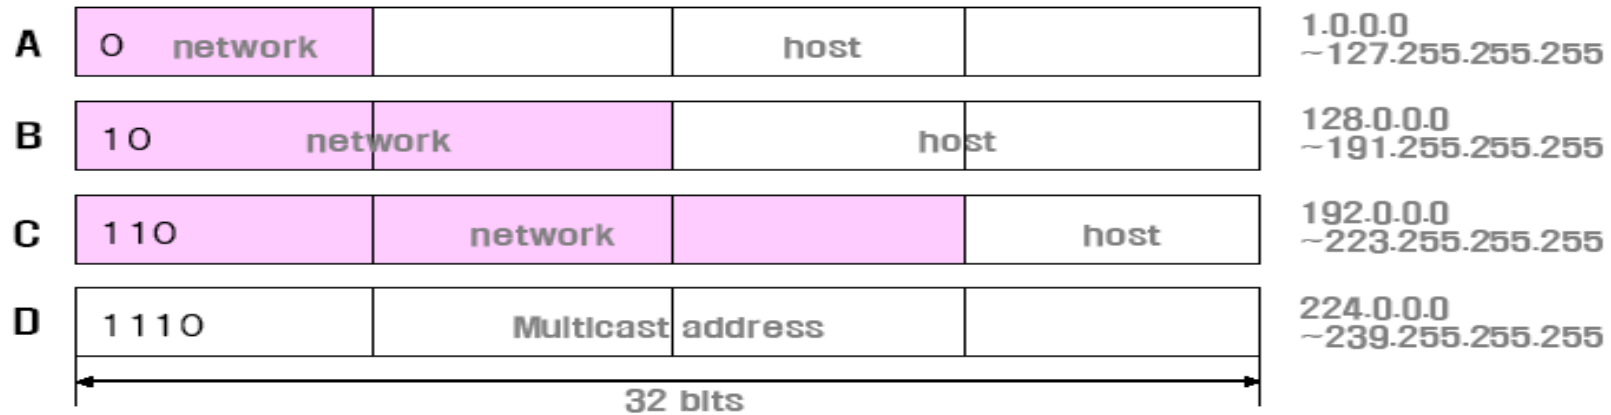 A 0 network host 1.0.0.0
~127.255.255.255
B 10 network host 128.0.0.0
~191.255.255.255
C 110 network host 192.0.0.0
~223.255.255.255
D 1110 Multicast address 224.0.0.0
~239.255.255.255
32 bits